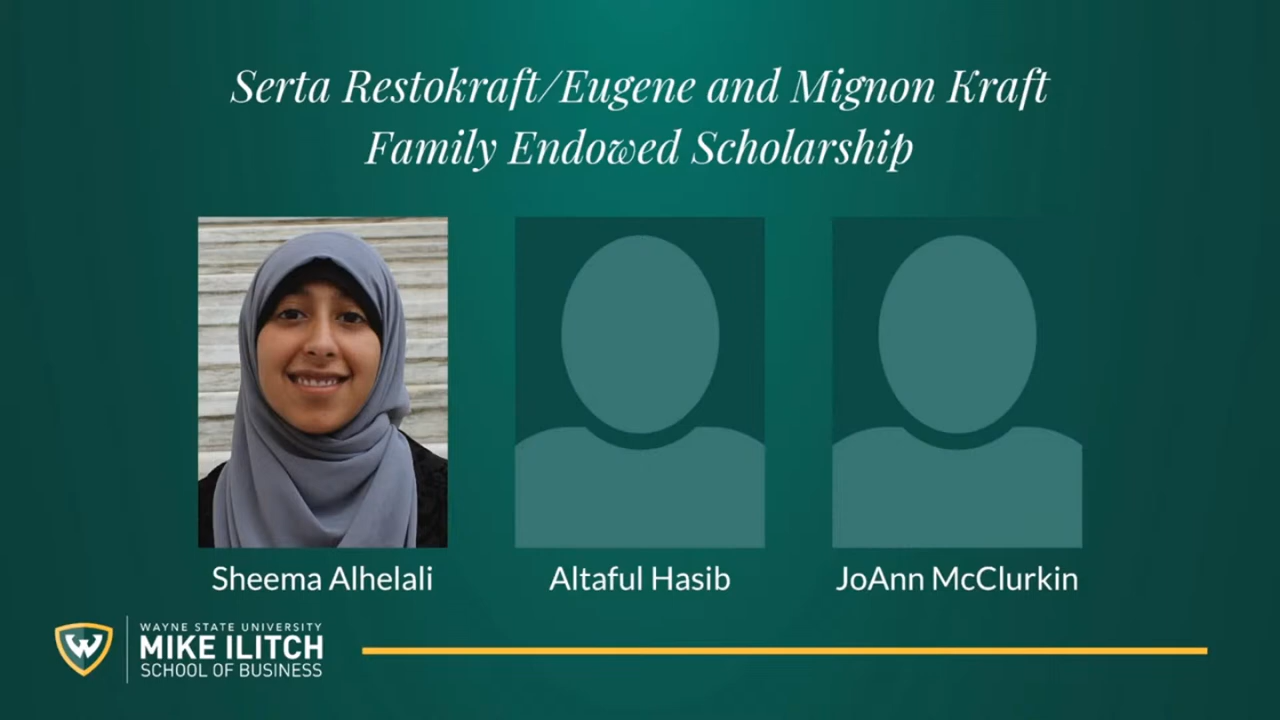 Serta Restokraft/Eugene and Mignon Kraft
Family Endowed Scholarship
Sheema Alhelali
Altaful Hasib
JoAnn McClurkin
W
WAYNE STATE UNIVERSITY
MIKE ILITCH
SCHOOL OF BUSINESS